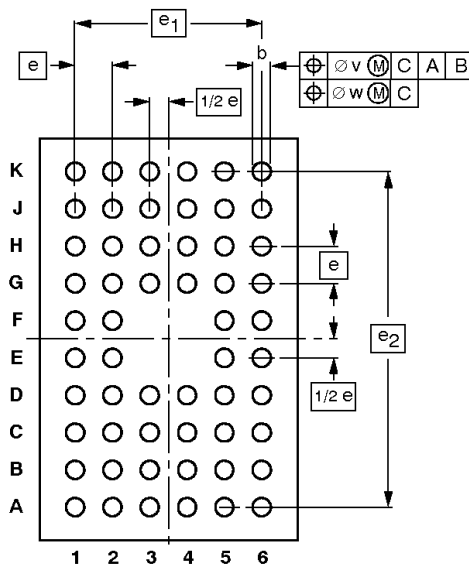 e1
e
b
⌖ ⌀ v Ⓜ C A B
⌖ ⌀ w Ⓜ C
1/2 e
K
J
H
e
G
F
e2
E
1/2 e
D
C
B
A
1 2 3 4 5 6